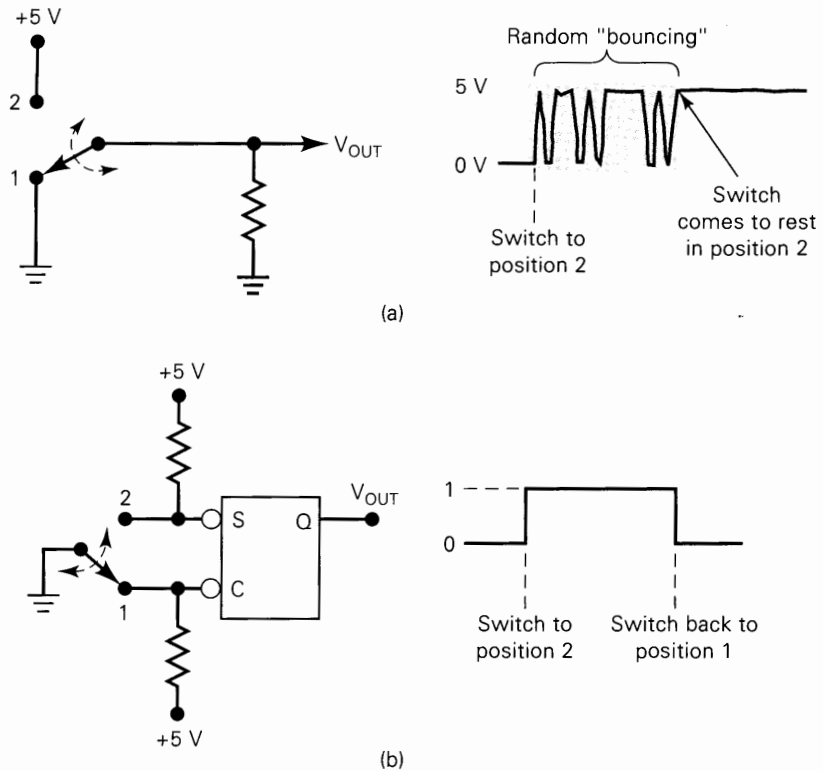 +5 V
2
1
V_OUT
Random "bouncing"
5 V
0 V
Switch to
position 2
Switch
comes to rest
in position 2
(a)
+5 V
2
S
Q
V_OUT
C
1
+5 V
1
0
Switch to
position 2
Switch back to
position 1
(b)